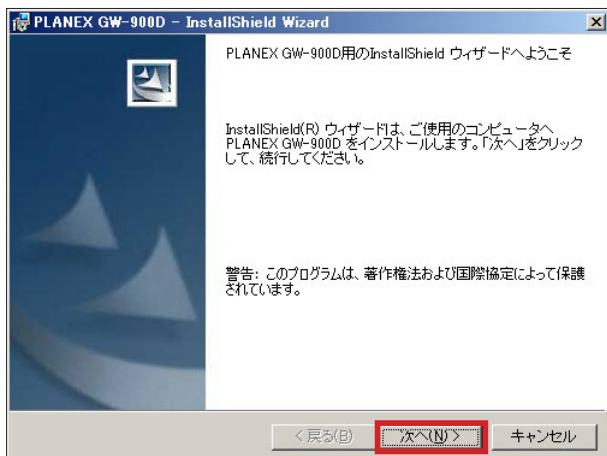 PLANEX GW-900D - InstallShield Wizard
PLANEX GW-900D用のInstallShield ウィザードへようこそ
InstallShield(R) ウィザードは、ご使用のコンピュータへ
PLANEX GW-900D をインストールします。「次へ」をクリック
して、続行してください。
警告: このプログラムは、著作権法および国際協定によって保護
されています。
< 戻る(B)
次へ(N) >
キャンセル